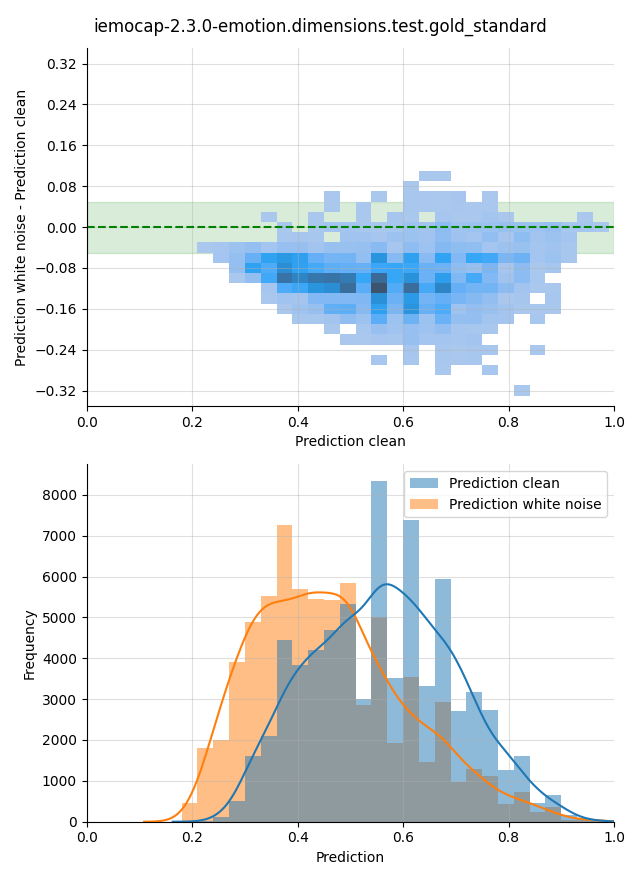 iemocap-2.3.0-emotion.dimensions.test.gold_standard
Prediction white noise - Prediction clean
0.32
0.24
0.16
0.08
0.00
−0.08
−0.16
−0.24
−0.32
0.0 0.2 0.4 0.6 0.8 1.0
Prediction clean
Frequency
8000
7000
6000
5000
4000
3000
2000
1000
0
Prediction clean
Prediction white noise
0.0 0.2 0.4 0.6 0.8 1.0
Prediction